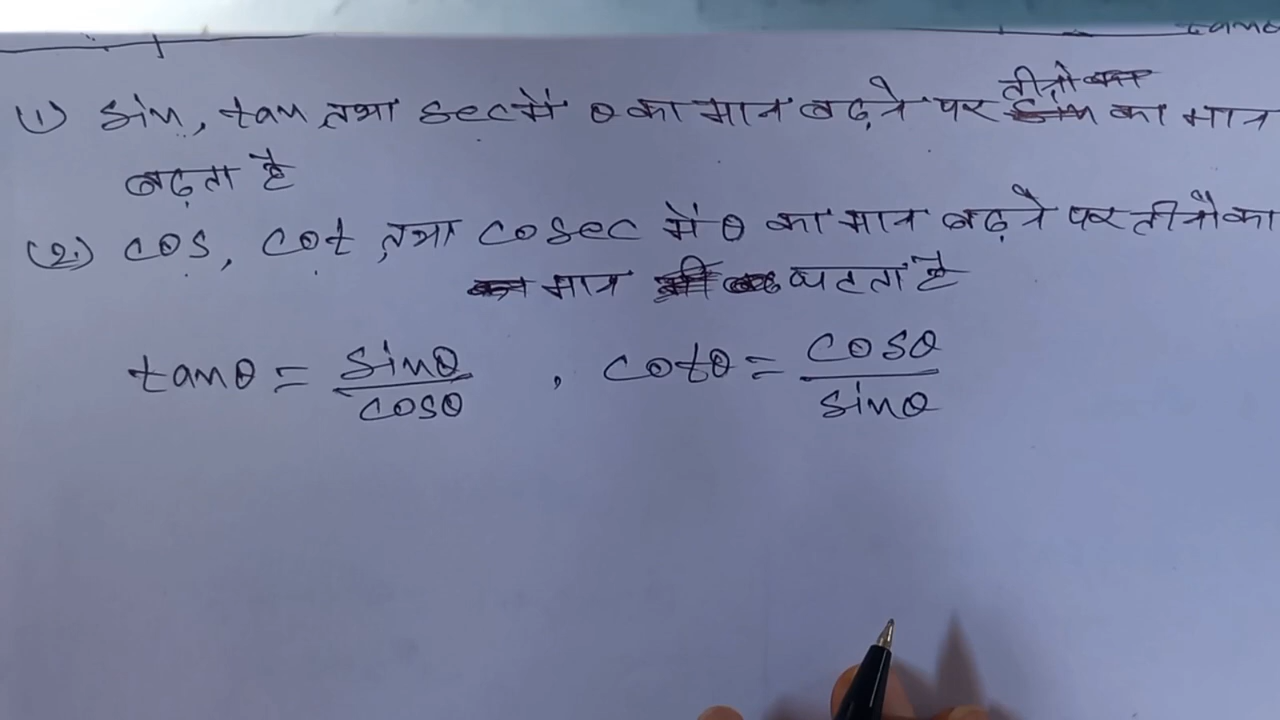 (1) sin, tan तथा sec में θ का मान बढ़ने पर तीनो का मान
बढ़ता है
(2) cos, cot तथा cosec में θ का मान बढ़ने पर तीनो का
मान घटता है
tanθ = sinθ/cosθ , cotθ = cosθ/sinθ